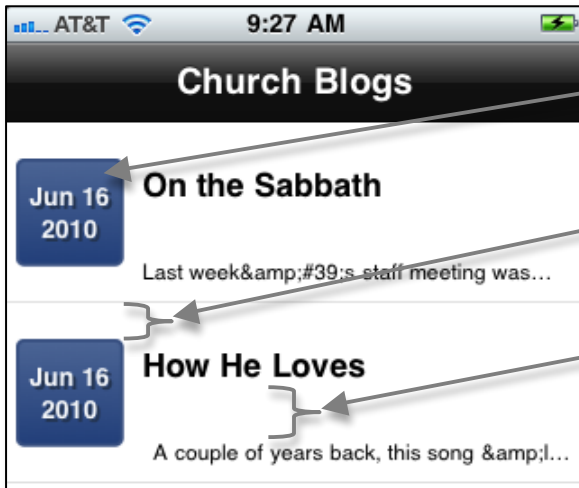 AT&T 9:27 AM
Church Blogs
Jun 16
2010
On the Sabbath
Last week&amp;#39;s staff meeting was...
Jun 16
2010
How He Loves
A couple of years back, this song &amp;l...